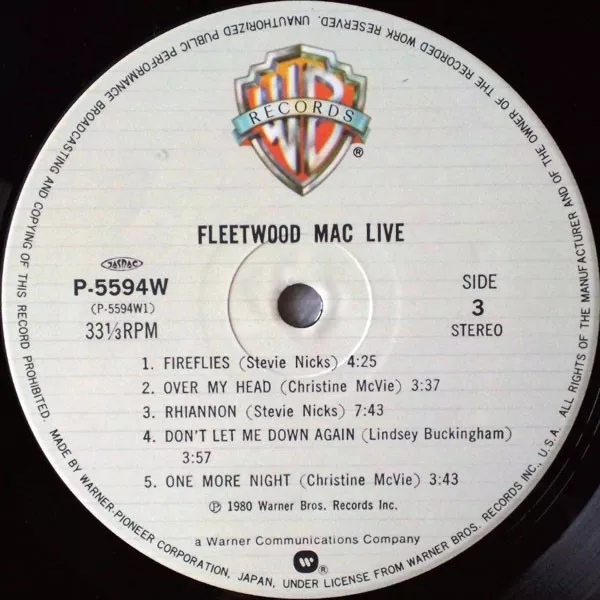 WB
RECORDS
®
FLEETWOOD MAC LIVE
JASRAC
P-5594W
(P-5594W1)
33⅓RPM
SIDE
3
STEREO
1. FIREFLIES (Stevie Nicks) 4:25
2. OVER MY HEAD (Christine McVie) 3:37
3. RHIANNON (Stevie Nicks) 7:43
4. DON'T LET ME DOWN AGAIN (Lindsey Buckingham)
3:57
5. ONE MORE NIGHT (Christine McVie) 3:43
℗ 1980 Warner Bros. Records Inc.
a Warner Communications Company
®
MADE BY WARNER-PIONEER CORPORATION, JAPAN, UNDER LICENSE FROM WARNER BROS. RECORDS INC., U.S.A. ALL RIGHTS OF THE MANUFACTURER AND OF THE OWNER OF THE RECORDED WORK RESERVED. UNAUTHORIZED PUBLIC PERFORMANCE BROADCASTING AND COPYING OF THIS RECORD PROHIBITED.